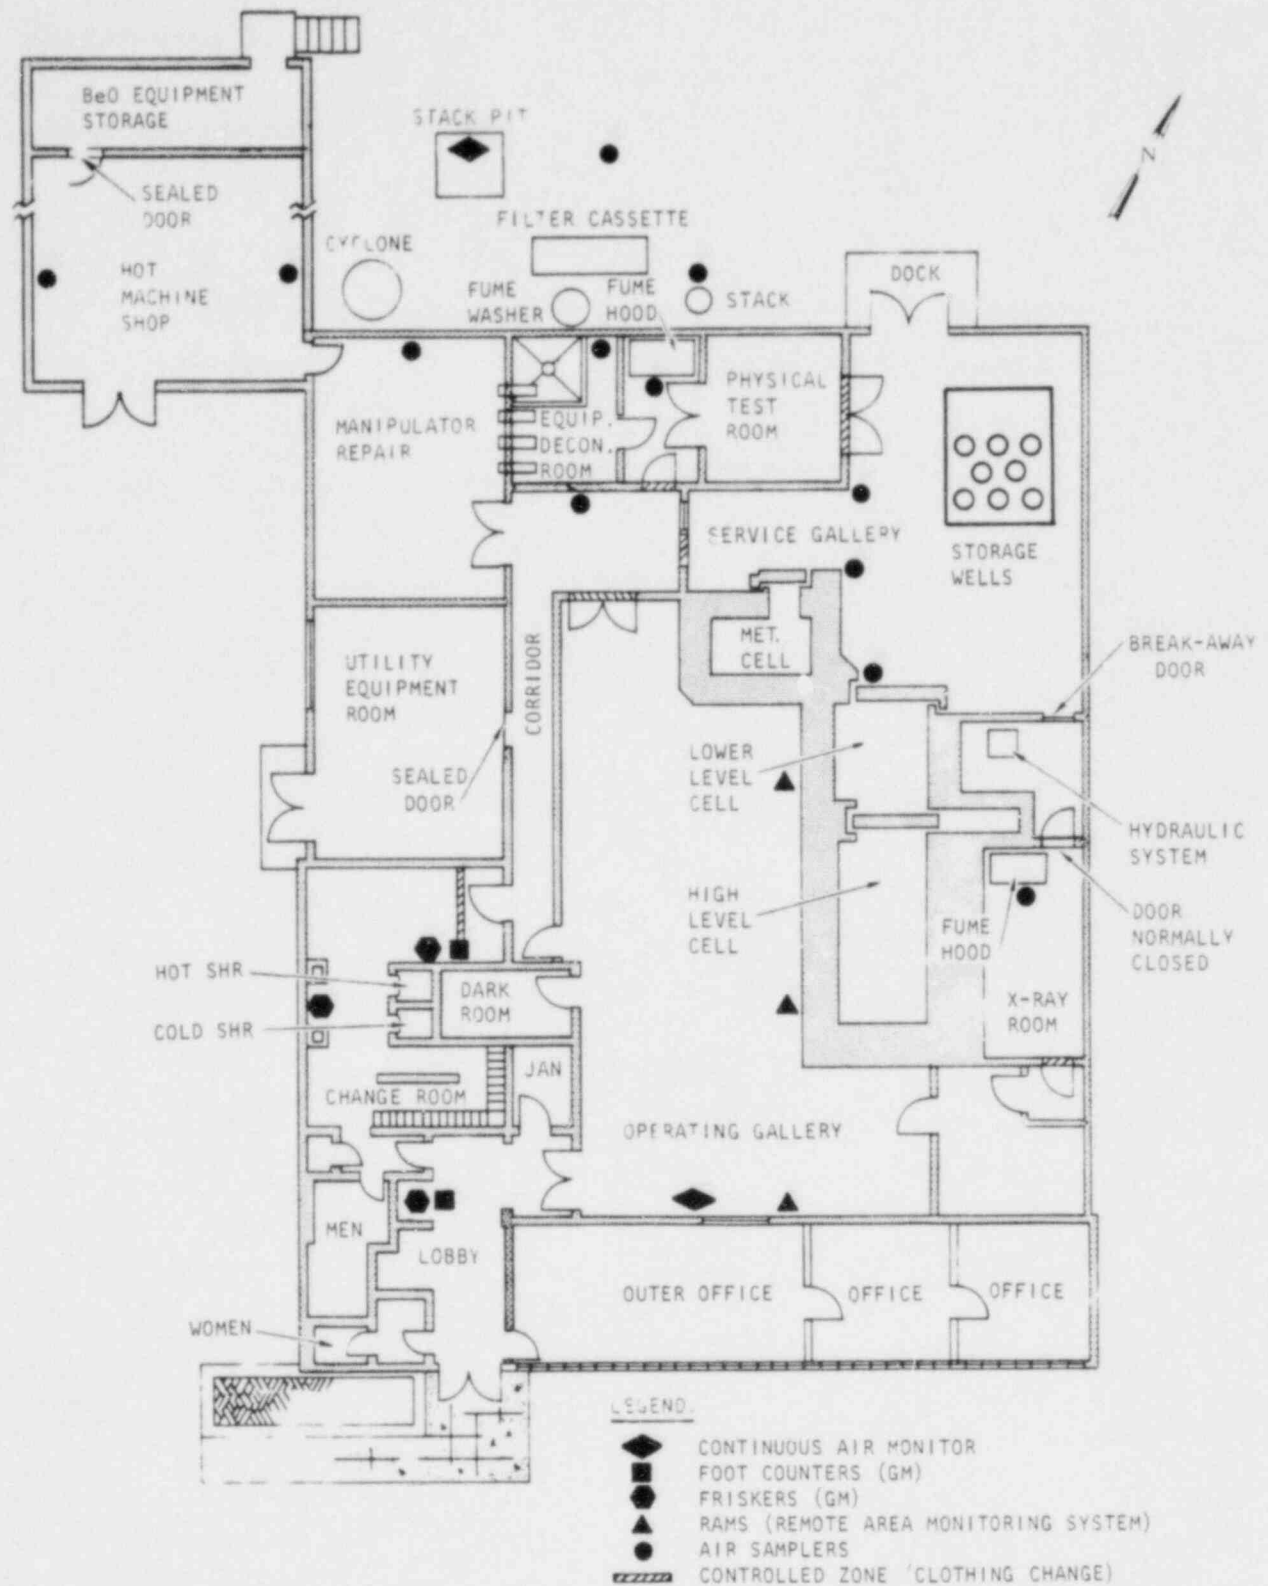 BeO EQUIPMENT
STORAGE
STACK PIT
N
SEALED
DOOR
FILTER CASSETTE
CYCLONE
HOT
MACHINE
SHOP
FUME
WASHER
FUME
HOOD
STACK
DOCK
MANIPULATOR
REPAIR
EQUIP.
DECON.
ROOM
PHYSICAL
TEST
ROOM
SERVICE GALLERY
STORAGE
WELLS
MET.
CELL
BREAK-AWAY
DOOR
UTILITY
EQUIPMENT
ROOM
CORRIDOR
SEALED
DOOR
LOWER
LEVEL
CELL
HYDRAULIC
SYSTEM
HIGH
LEVEL
CELL
FUME
HOOD
DOOR
NORMALLY
CLOSED
HOT SHR
COLD SHR
DARK
ROOM
X-RAY
ROOM
JAN
CHANGE ROOM
OPERATING GALLERY
MEN
LOBBY
OUTER OFFICE
OFFICE
OFFICE
WOMEN
LEGEND.
CONTINUOUS AIR MONITOR
FOOT COUNTERS (GM)
FRISKERS (GM)
RAMS (REMOTE AREA MONITORING SYSTEM)
AIR SAMPLERS
CONTROLLED ZONE 'CLOTHING CHANGE)